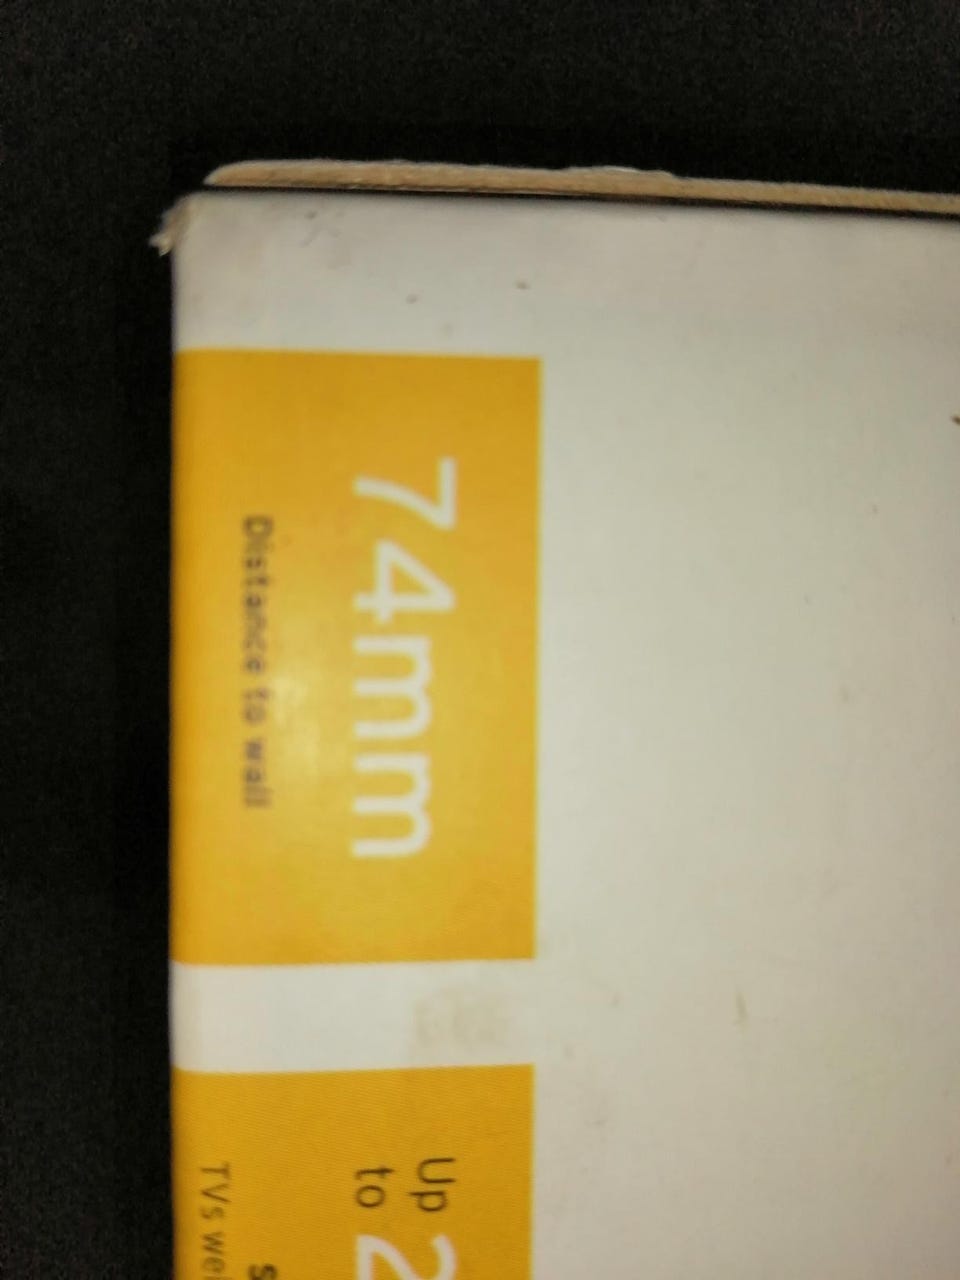 74mm
Distance to wall
Up
to
TVs